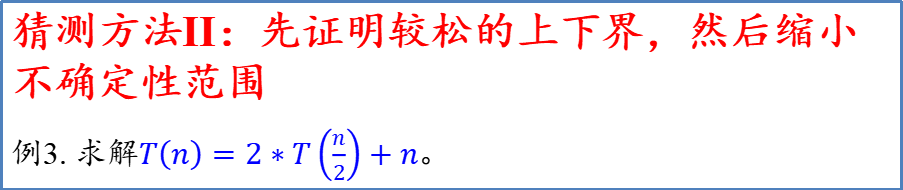 猜测方法II：先证明较松的上下界，然后缩小
不确定性范围
例3. 求解T(n) = 2 * T(n/2) + n。